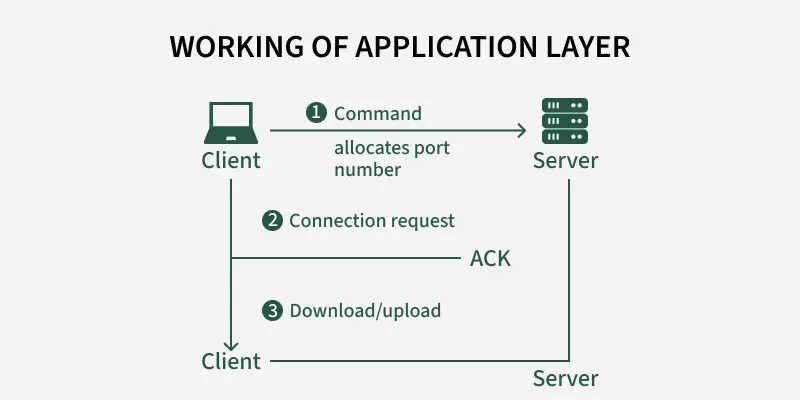 WORKING OF APPLICATION LAYER
1 Command
allocates port
number
Client
Server
2 Connection request
ACK
3 Download/upload
Client
Server